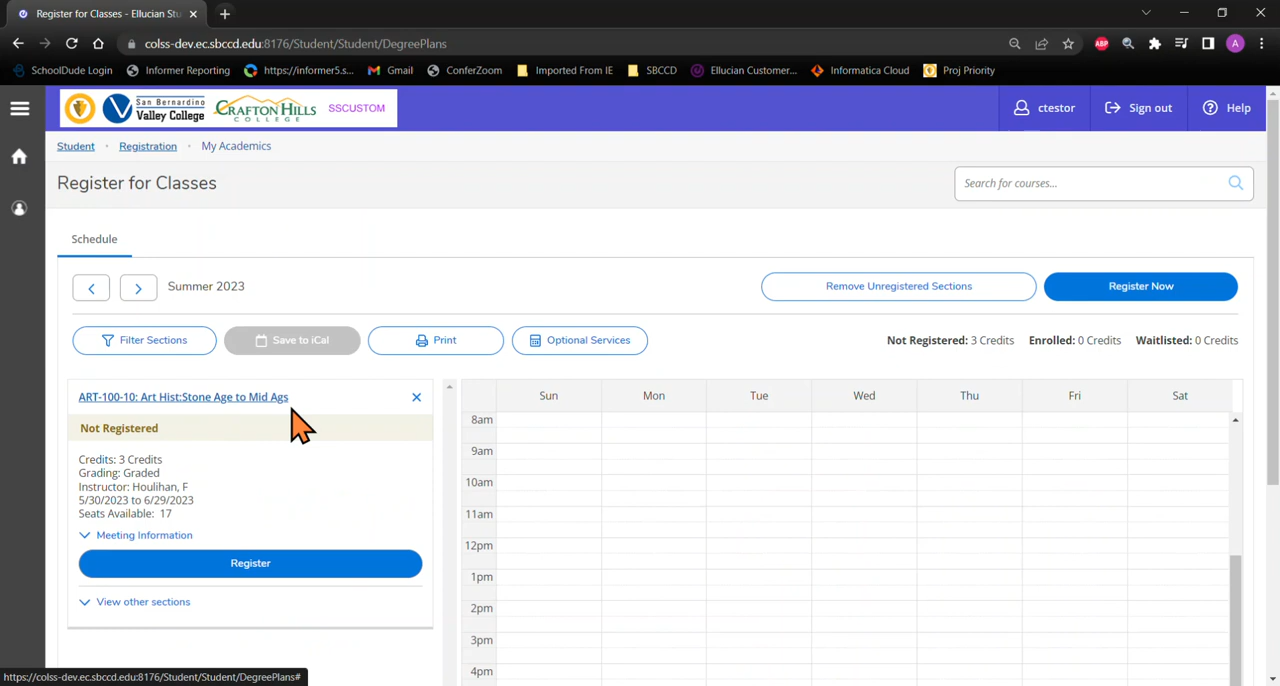 Register for Classes - Ellucian Stu
colss-dev.ec.sbccd.edu:8176/Student/Student/DegreePlans
ABP
A
SchoolDude Login
Informer Reporting
https://informer5.s...
Gmail
ConferZoom
Imported From IE
SBCCD
Ellucian Customer...
Informatica Cloud
Proj Priority
San Bernardino
Valley College
CRAFTON HILLS
COLLEGE
SSCUSTOM
ctestor
Sign out
Help
Student
Registration
My Academics
Register for Classes
Search for courses...
Schedule
Summer 2023
Remove Unregistered Sections
Register Now
Filter Sections
Save to iCal
Print
Optional Services
Not Registered: 3 Credits
Enrolled: 0 Credits
Waitlisted: 0 Credits
ART-100-10: Art Hist:Stone Age to Mid Ags
Not Registered
Credits: 3 Credits
Grading: Graded
Instructor: Houlihan, F
5/30/2023 to 6/29/2023
Seats Available: 17
Meeting Information
Register
View other sections
Sun Mon Tue Wed Thu Fri Sat
8am
9am
10am
11am
12pm
1pm
2pm
3pm
4pm
https://colss-dev.ec.sbccd.edu:8176/Student/Student/DegreePlans#